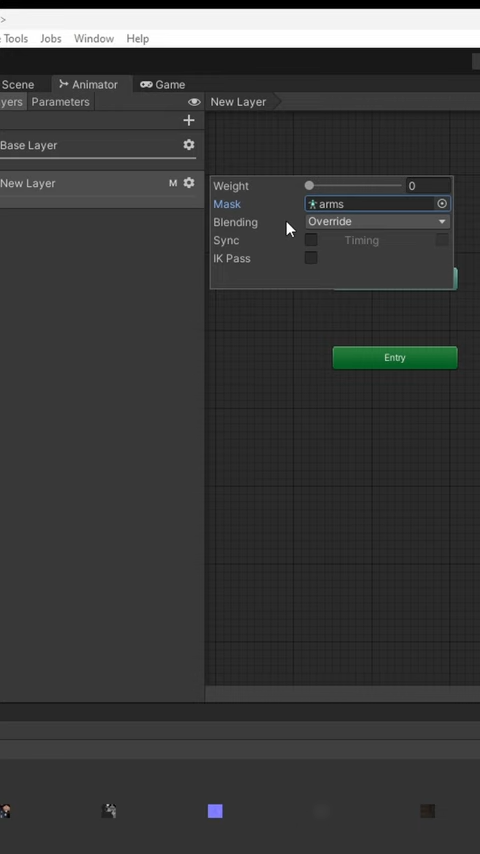 >
Tools Jobs Window Help
Scene Animator Game
yers Parameters New Layer
+
Base Layer
New Layer M
Weight 0
Mask arms
Blending Override
Sync Timing
IK Pass
Entry